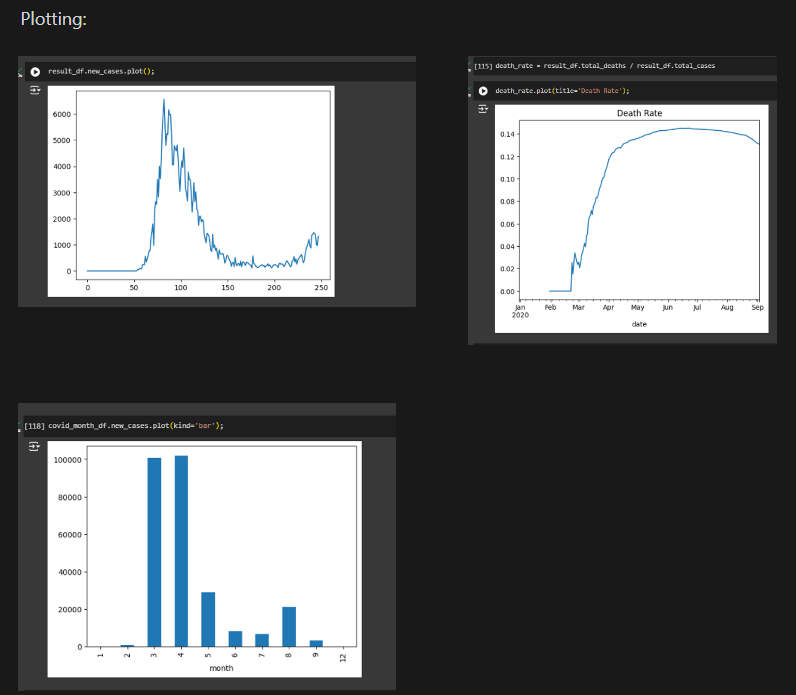 Plotting:
result_df.new_cases.plot();
6000
5000
4000
3000
2000
1000
0
0 50 100 150 200 250
[115] death_rate = result_df.total_deaths / result_df.total_cases
death_rate.plot(title='Death Rate');
Death Rate
0.14
0.12
0.10
0.08
0.06
0.04
0.02
0.00
Jan Feb Mar Apr May Jun Jul Aug Sep
2020
date
[118] covid_month_df.new_cases.plot(kind='bar');
100000
80000
60000
40000
20000
0
1 2 3 4 5 6 7 8 9 12
month